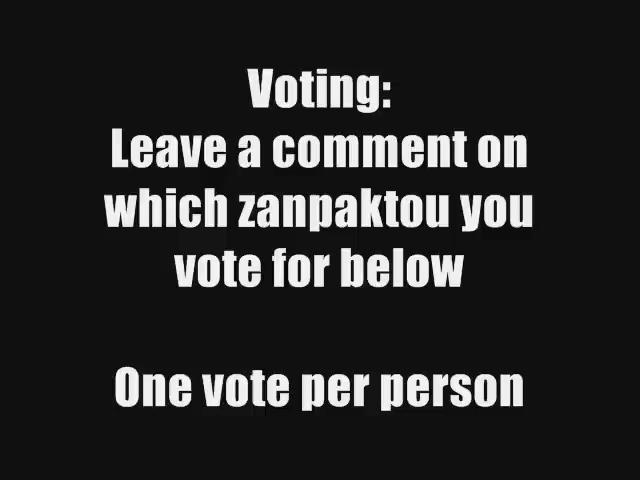 Voting:
Leave a comment on
which zanpaktou you
vote for below
One vote per person